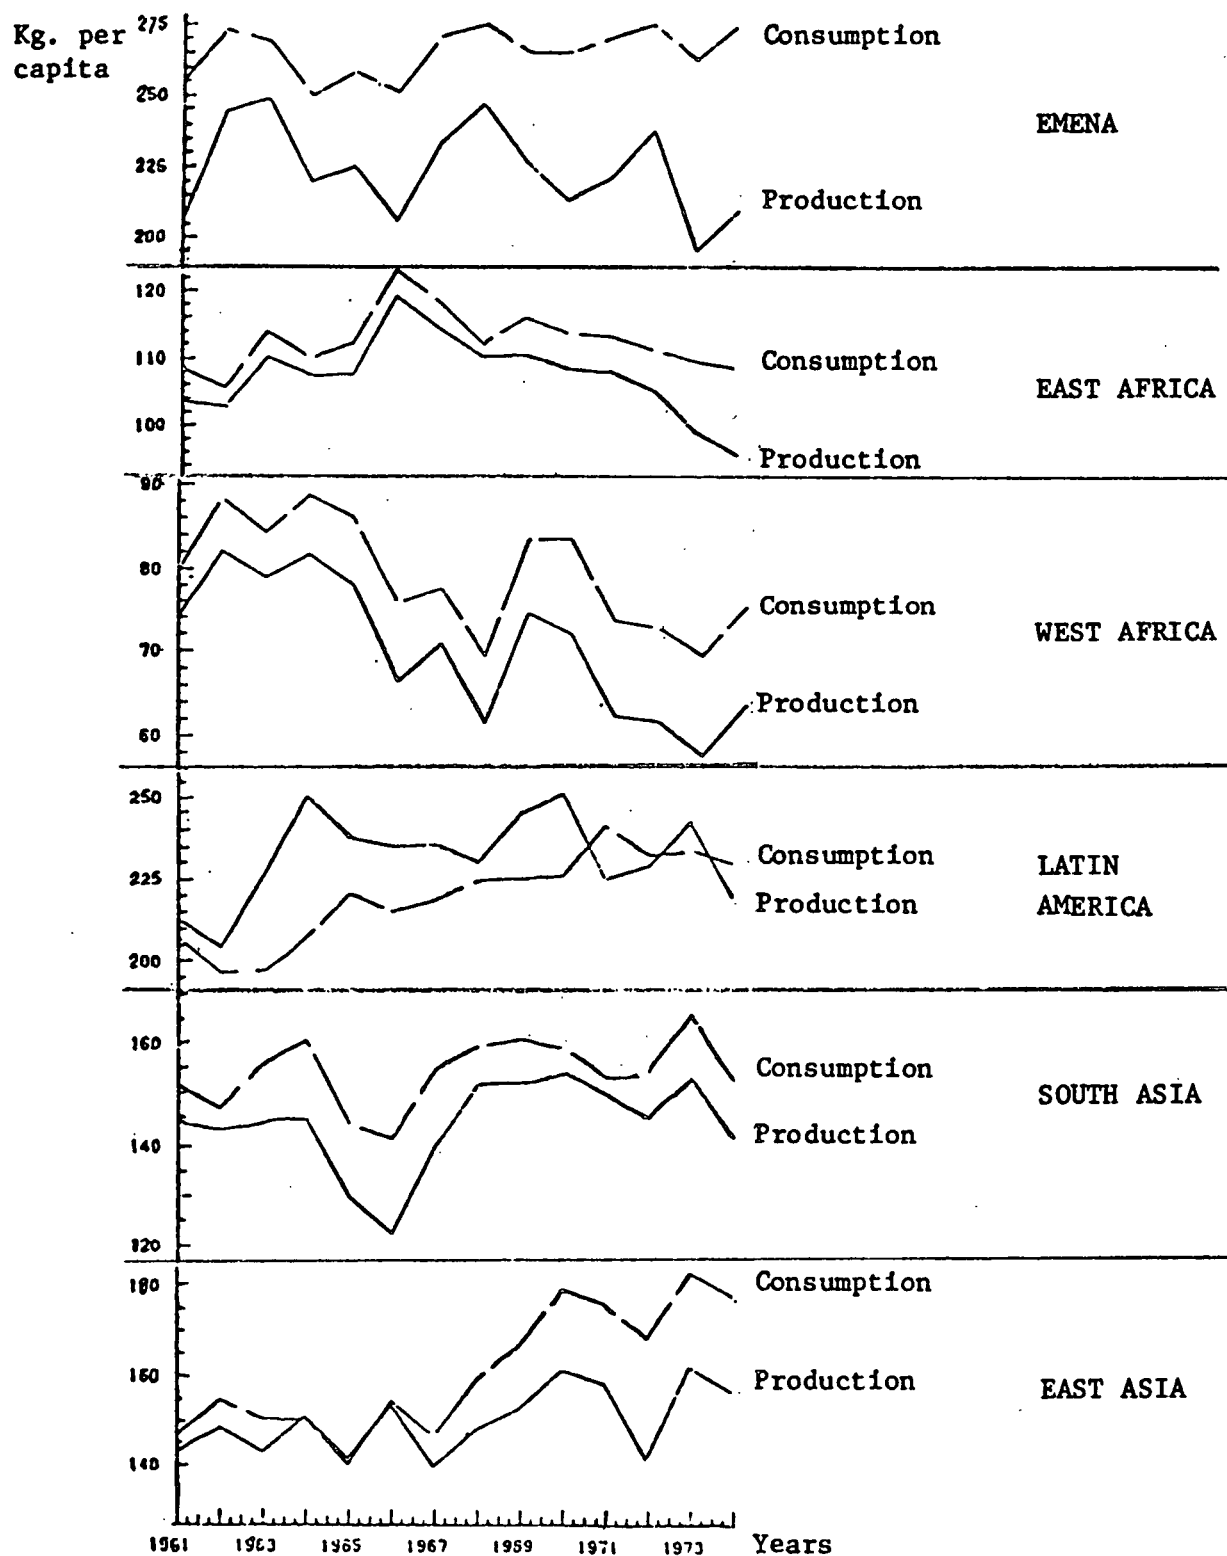 Kg. per
capita
275
250
225
200
Consumption
Production
EMENA
120
110
100
Consumption
Production
EAST AFRICA
90
80
70
60
Consumption
Production
WEST AFRICA
250
225
200
Consumption
Production
LATIN
AMERICA
160
140
120
Consumption
Production
SOUTH ASIA
180
160
140
Consumption
Production
EAST ASIA
1961 1963 1965 1967 1969 1971 1973 Years